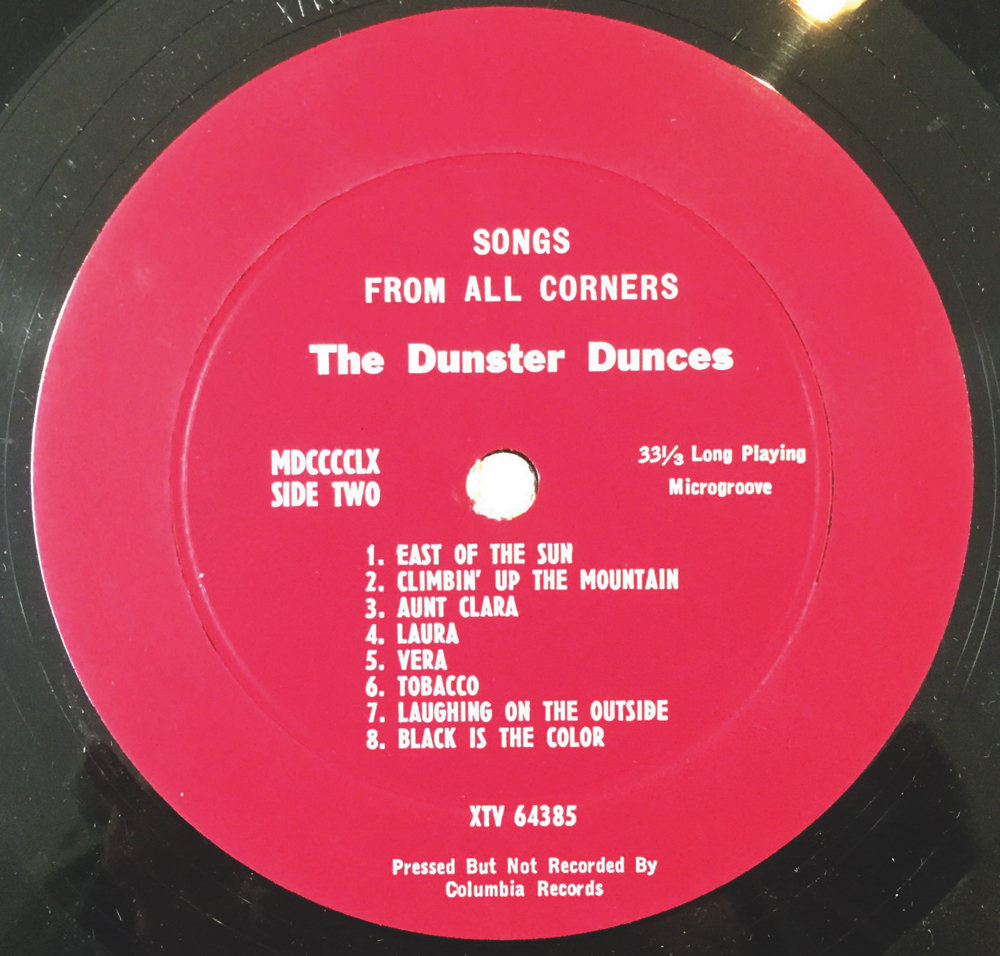 SONGS
FROM ALL CORNERS
The Dunster Dunces
MDCCCCLX
SIDE TWO
33⅓ Long Playing
Microgroove
1. EAST OF THE SUN
2. CLIMBIN' UP THE MOUNTAIN
3. AUNT CLARA
4. LAURA
5. VERA
6. TOBACCO
7. LAUGHING ON THE OUTSIDE
8. BLACK IS THE COLOR
XTV 64385
Pressed But Not Recorded By
Columbia Records